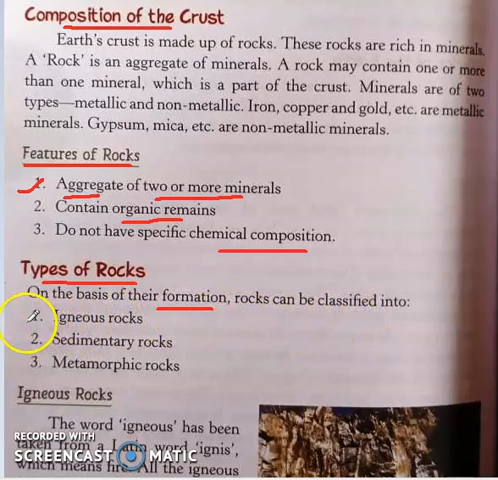 Composition of the Crust
Earth's crust is made up of rocks. These rocks are rich in minerals.
A 'Rock' is an aggregate of minerals. A rock may contain one or more
than one mineral, which is a part of the crust. Minerals are of two
types—metallic and non-metallic. Iron, copper and gold, etc. are metallic
minerals. Gypsum, mica, etc. are non-metallic minerals.
Features of Rocks
1. Aggregate of two or more minerals
2. Contain organic remains
3. Do not have specific chemical composition.
Types of Rocks
On the basis of their formation, rocks can be classified into:
1. Igneous rocks
2. Sedimentary rocks
3. Metamorphic rocks
Igneous Rocks
The word 'igneous' has been
taken from a Latin word 'ignis',
which means fire. All the igneous
RECORDED WITH
SCREENCAST MATIC